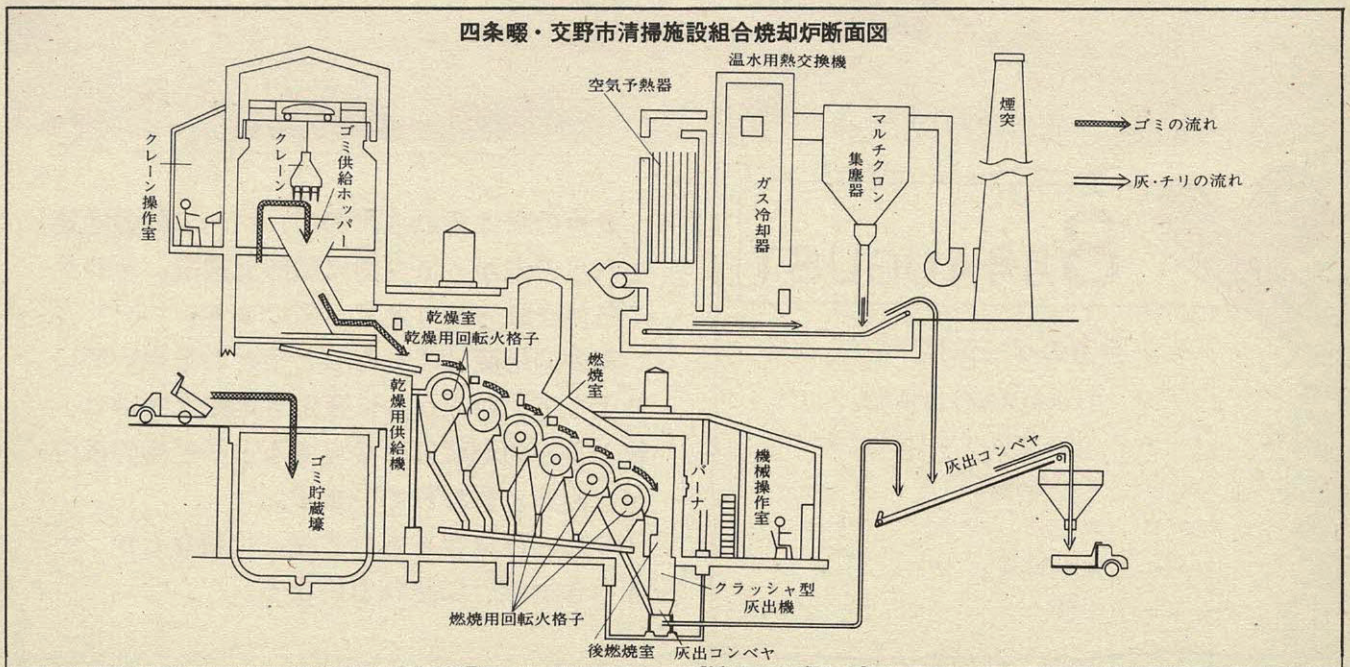 四条畷・交野市清掃施設組合焼却炉断面図
温水用熱交換機
空気予熱器
煙突
ゴミの流れ
灰・チリの流れ
クレーン操作室
クレーン
ゴミ供給ホッパー
ガス冷却器
マルチクロン
集塵器
乾燥室
乾燥用回転火格子
燃焼室
乾燥用供給機
ゴミ貯蔵壕
バーナ
機械操作室
灰出コンベヤ
クラッシャ型
灰出機
燃焼用回転火格子
後燃焼室
灰出コンベヤ